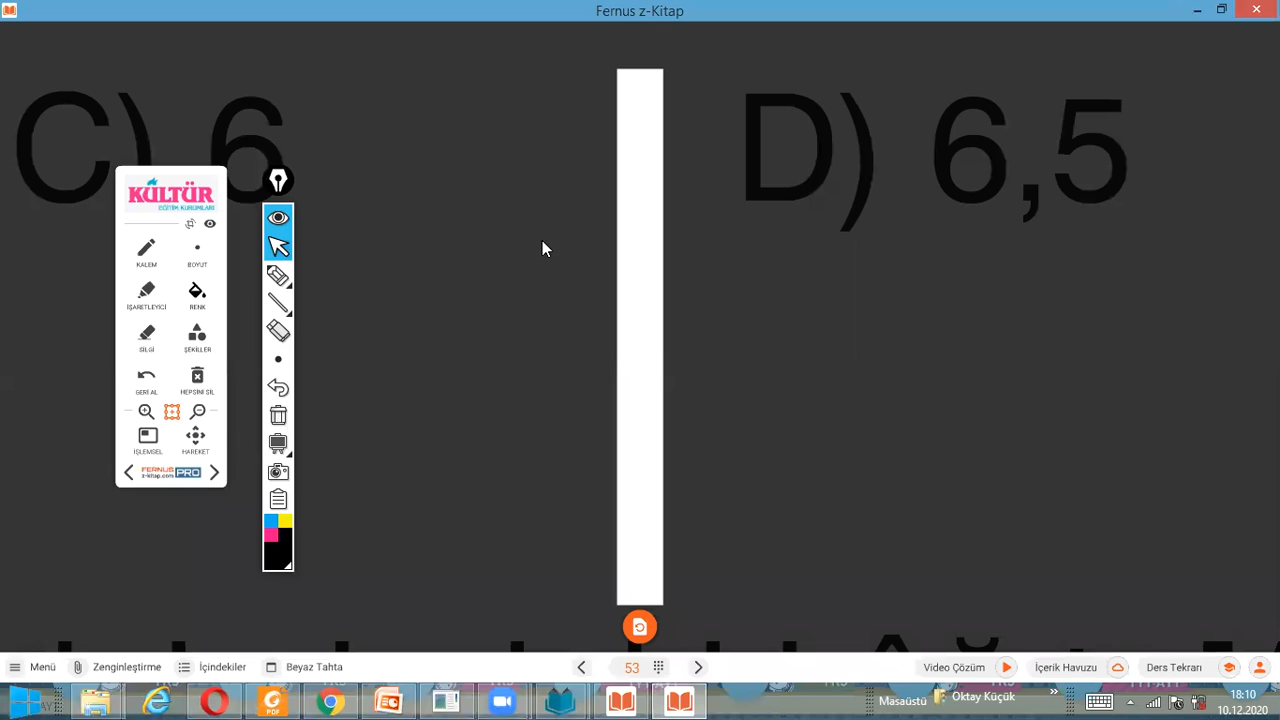 Fernus z-Kitap
C) 6
D) 6,5
KÜLTÜR
EĞİTİM KURUMLARI
KALEM
BOYUT
İŞARETLEYİCİ
RENK
SİLGİ
ŞEKİLLER
GERİ AL
HEPSİNİ SİL
İŞLEMSEL
HAREKET
FERNUS
z-kitap.com PRO
Menü
Zenginleştirme
İçindekiler
Beyaz Tahta
53
Video Çözüm
İçerik Havuzu
Ders Tekrarı
PDF
Masaüstü
Oktay Küçük
18:10
10.12.2020